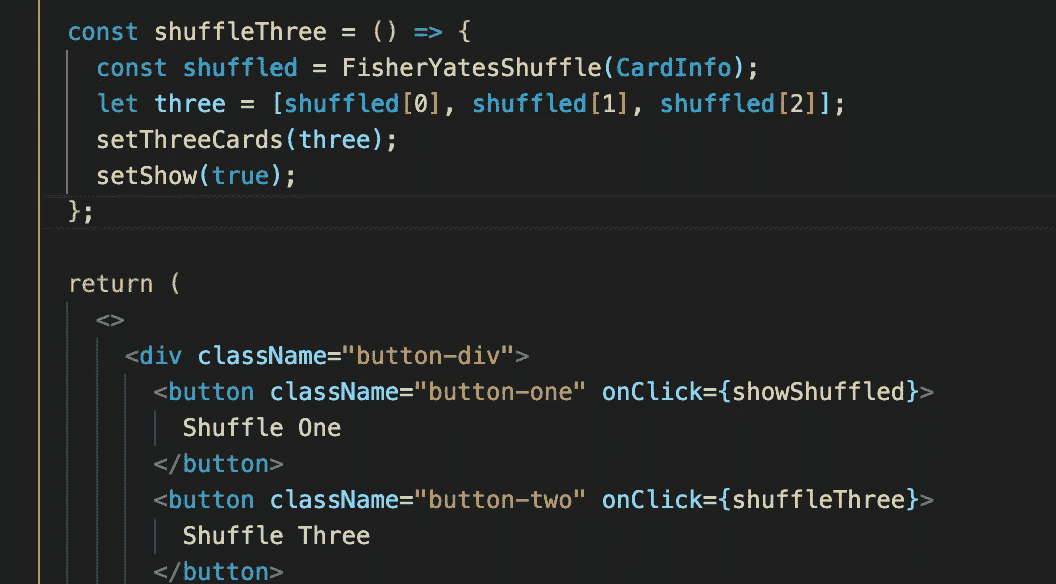 const shuffleThree = () => {
const shuffled = FisherYatesShuffle(CardInfo);
let three = [shuffled[0], shuffled[1], shuffled[2]];
setThreeCards(three);
setShow(true);
};
return (
<>
<div className="button-div">
<button className="button-one" onClick={showShuffled}>
Shuffle One
</button>
<button className="button-two" onClick={shuffleThree}>
Shuffle Three
</button>